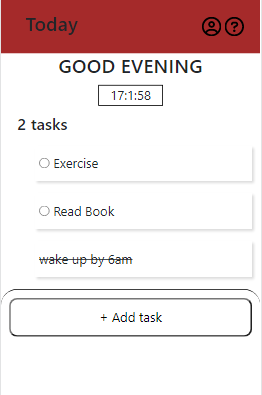 Today
GOOD EVENING
17:1:58
2 tasks
Exercise
Read Book
wake up by 6am
+ Add task